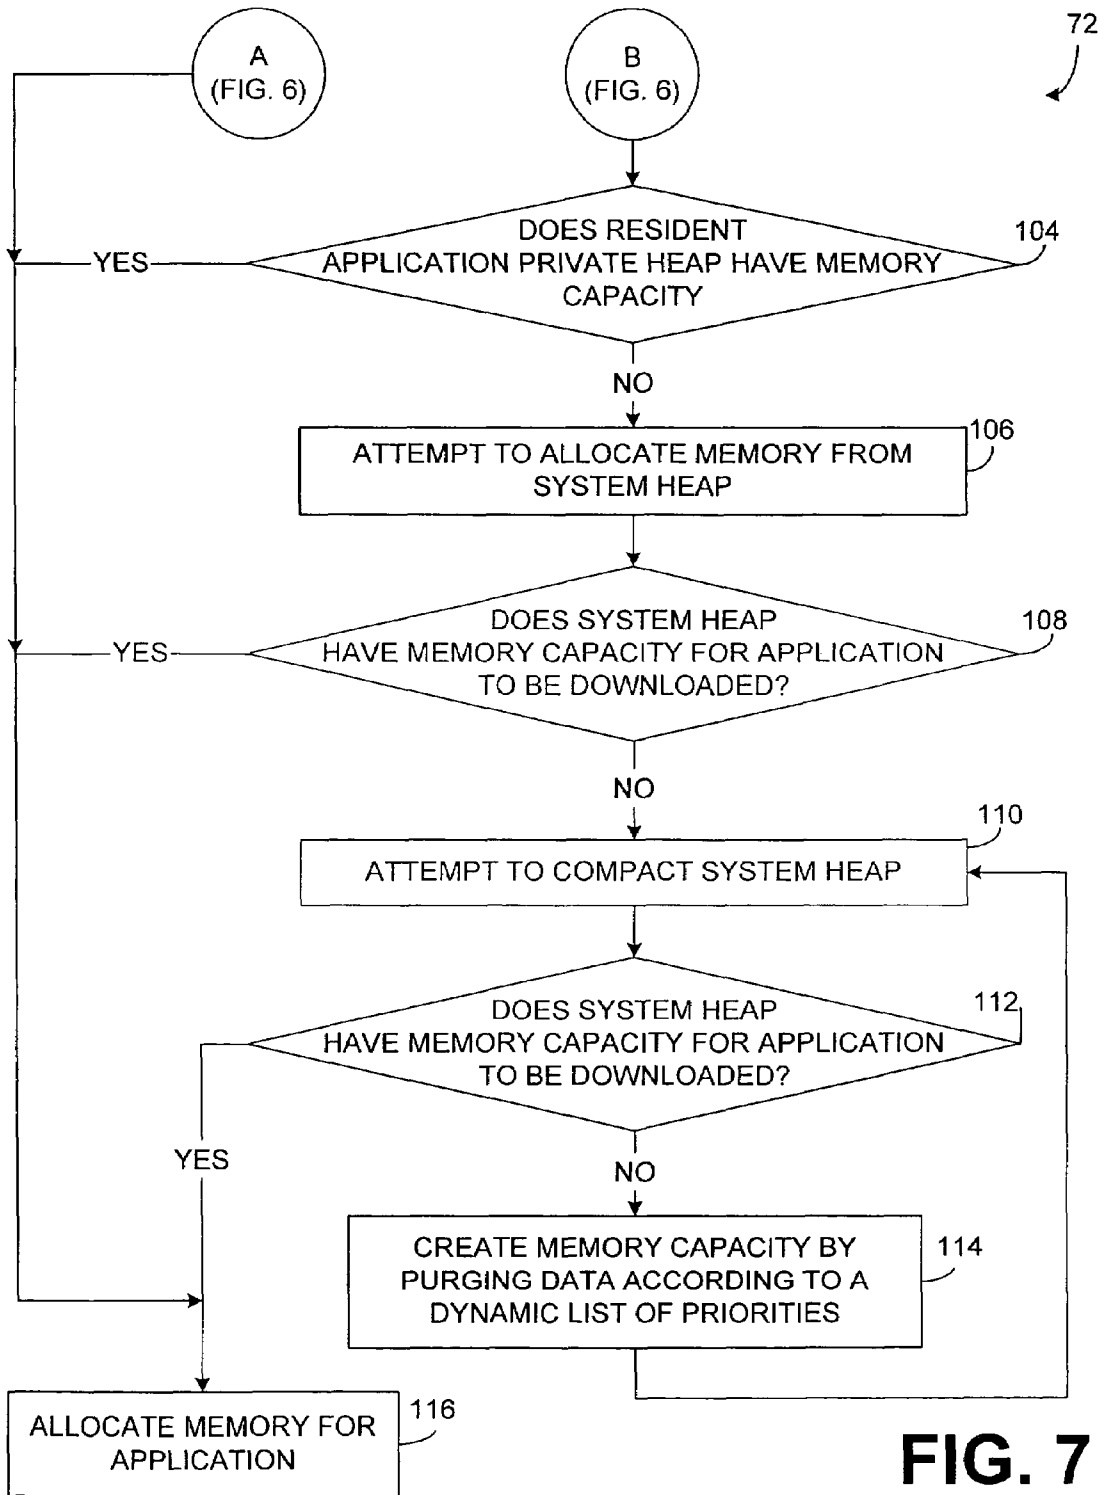 72
A
(FIG. 6)
B
(FIG. 6)
DOES RESIDENT
APPLICATION PRIVATE HEAP HAVE MEMORY
CAPACITY
104
YES
NO
106
ATTEMPT TO ALLOCATE MEMORY FROM
SYSTEM HEAP
DOES SYSTEM HEAP
HAVE MEMORY CAPACITY FOR APPLICATION
TO BE DOWNLOADED?
108
YES
NO
110
ATTEMPT TO COMPACT SYSTEM HEAP
DOES SYSTEM HEAP
HAVE MEMORY CAPACITY FOR APPLICATION
TO BE DOWNLOADED?
112
YES
NO
CREATE MEMORY CAPACITY BY
PURGING DATA ACCORDING TO A
DYNAMIC LIST OF PRIORITIES
114
ALLOCATE MEMORY FOR
APPLICATION
116
FIG. 7